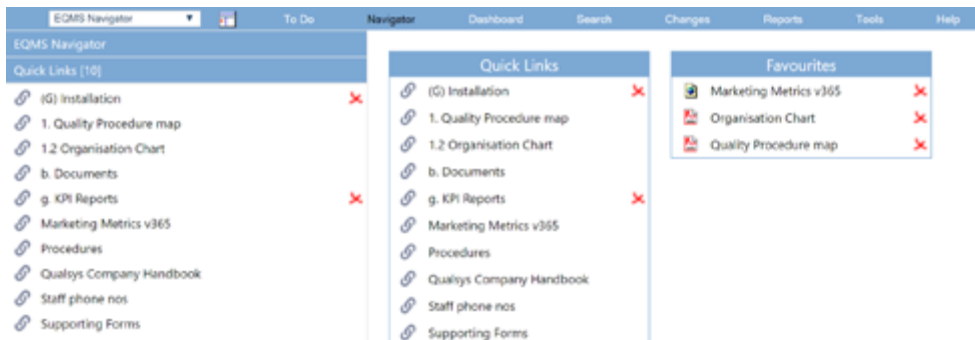 EQMS Navigator To Do Navigator Dashboard Search Changes Reports Tools Help
EQMS Navigator
Quick Links [10]
(G) Installation
1. Quality Procedure map
1.2 Organisation Chart
b. Documents
g. KPI Reports
Marketing Metrics v365
Procedures
Qualsys Company Handbook
Staff phone nos
Supporting Forms
Quick Links
(G) Installation
1. Quality Procedure map
1.2 Organisation Chart
b. Documents
g. KPI Reports
Marketing Metrics v365
Procedures
Qualsys Company Handbook
Staff phone nos
Supporting Forms
Favourites
Marketing Metrics v365
Organisation Chart
Quality Procedure map